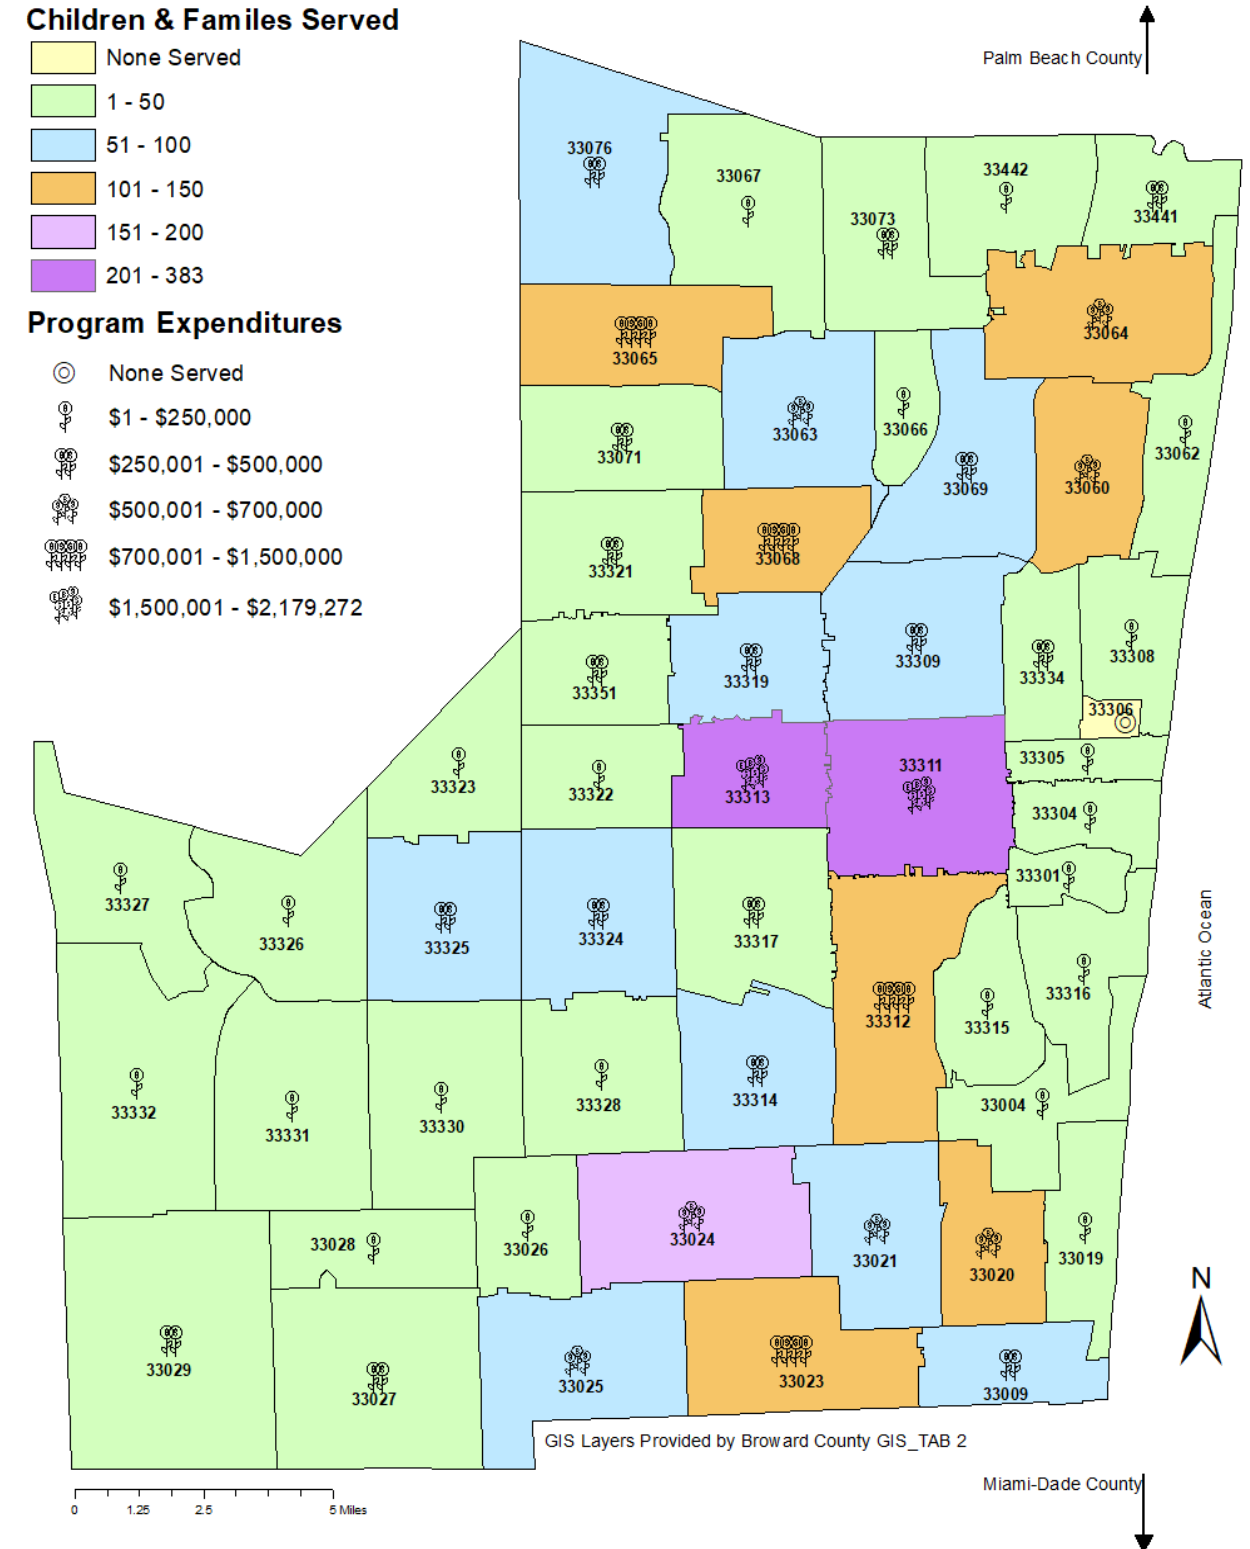 Children & Familes Served
None Served
1 - 50
51 - 100
101 - 150
151 - 200
201 - 383
Program Expenditures
None Served
$1 - $250,000
$250,001 - $500,000
$500,001 - $700,000
$700,001 - $1,500,000
$1,500,001 - $2,179,272
Palm Beach County
33076
33067
33442
33073
33441
33064
33065
33063
33066
33062
33071
33069
33060
33068
33321
33309
33308
33334
33319
33351
33306
33305
33311
33323
33322
33313
33304
33301
33327
33326
33325
33324
33317
Atlantic Ocean
33316
33312
33315
33332
33331
33330
33328
33314
33004
33028
33026
33024
33021
33020
33019
N
33029
33027
33025
33023
33009
GIS Layers Provided by Broward County GIS_TAB 2
Miami-Dade County
0 1.25 2.5 5 Miles